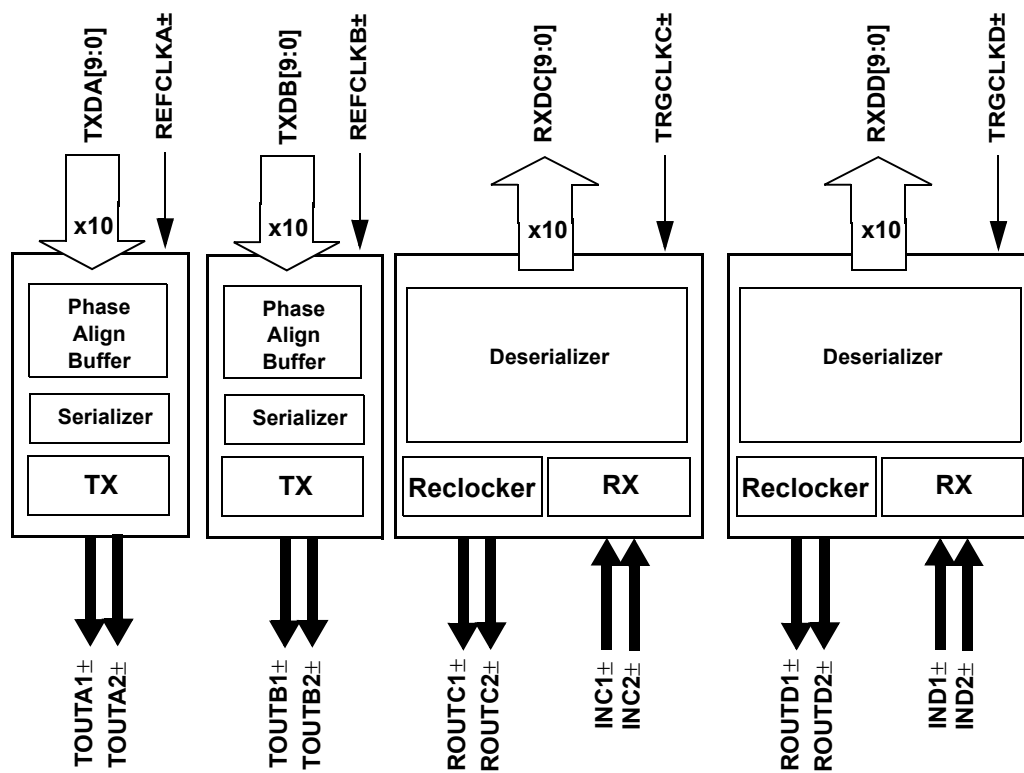 TXDA[9:0]
REFCLKA±
TXDB[9:0]
REFCLKB±
RXDC[9:0]
TRGCLKC±
RXDD[9:0]
TRGCLKD±
x10
x10
x10
x10
Phase
Align
Buffer
Serializer
TX
Phase
Align
Buffer
Serializer
TX
Deserializer
Reclocker
RX
Deserializer
Reclocker
RX
TOUTA1±
TOUTA2±
TOUTB1±
TOUTB2±
ROUTC1±
ROUTC2±
INC1±
INC2±
ROUTD1±
ROUTD2±
IND1±
IND2±